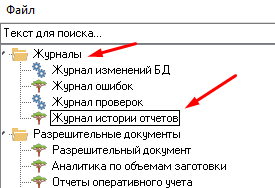 Файл
Текст для поиска...
Журналы
Журнал изменений БД
Журнал ошибок
Журнал проверок
Журнал истории отчетов
Разрешительные документы
Разрешительный документ
Аналитика по объемам заготовки
Отчеты оперативного учета